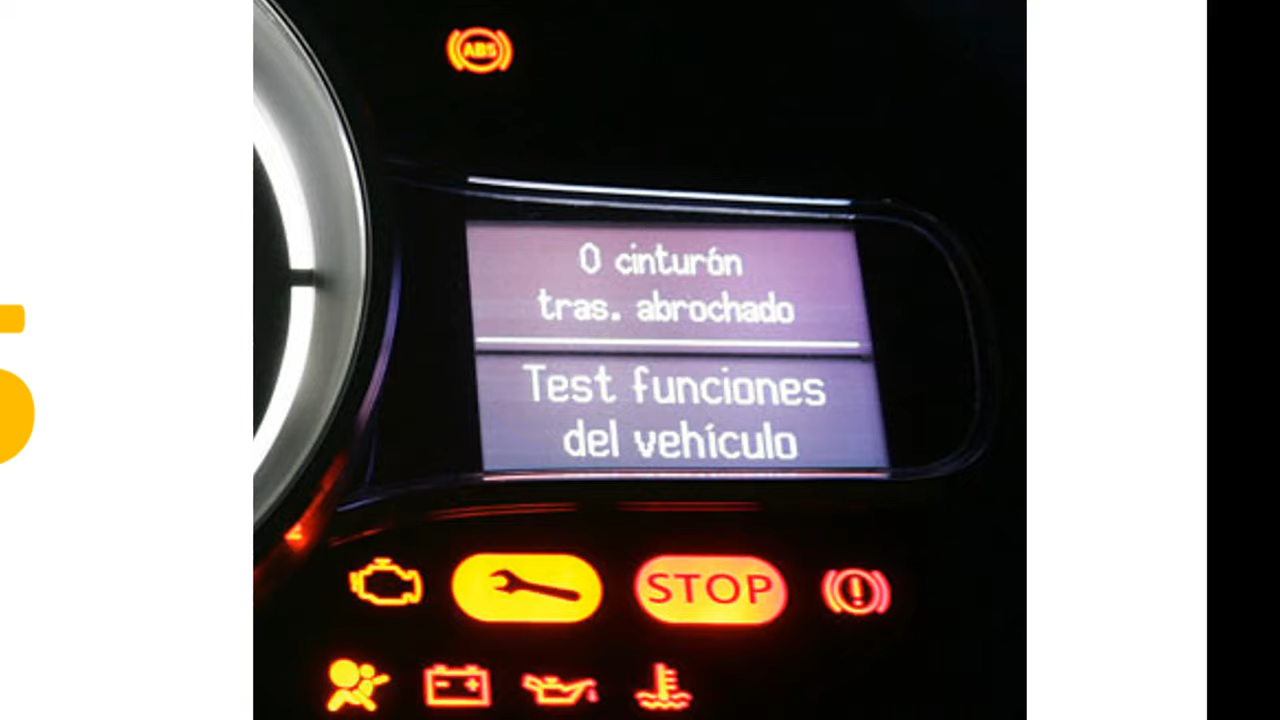 ABS
0 cinturón
tras. abrochado
Test funciones
del vehículo
STOP